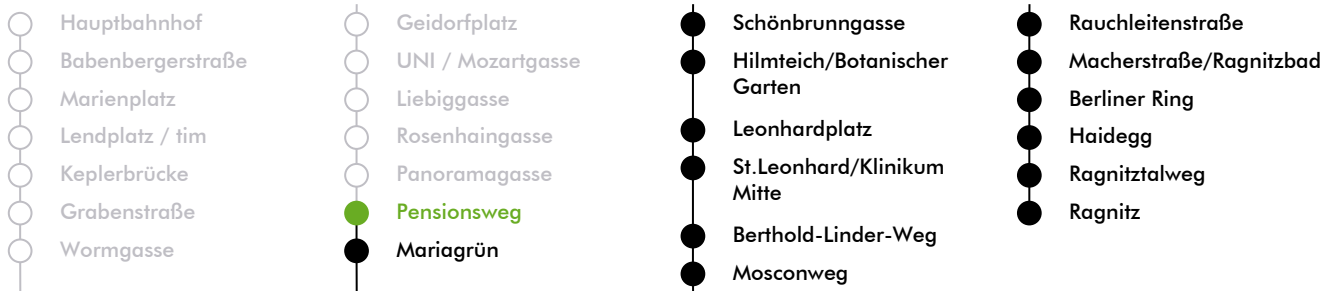 Hauptbahnhof
Babenbergerstraße
Marienplatz
Lendplatz / tim
Keplerbrücke
Grabenstraße
Wormgasse
Geidorfplatz
UNI / Mozartgasse
Liebiggasse
Rosenhaingasse
Panoramagasse
Pensionsweg
Mariagrün
Schönbrunngasse
Hilmteich/Botanischer
Garten
Leonhardplatz
St.Leonhard/Klinikum
Mitte
Berthold-Linder-Weg
Mosconweg
Rauchleitenstraße
Macherstraße/Ragnitzbad
Berliner Ring
Haidegg
Ragnitztalweg
Ragnitz